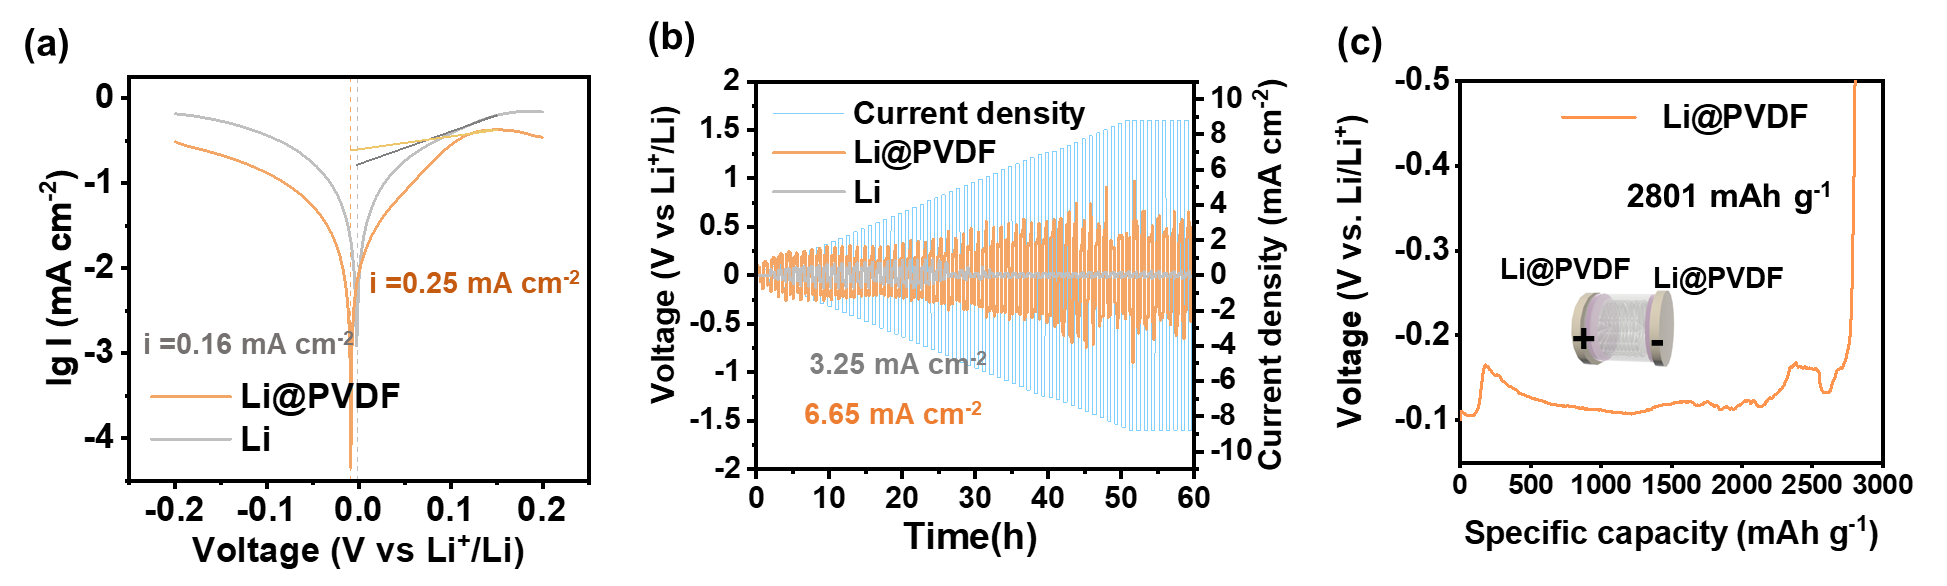 (a)
0
-1
-2
-3
-4
lg I (mA cm-2)
i =0.25 mA cm-2
i =0.16 mA cm-2
Li@PVDF
Li
-0.2 -0.1 0.0 0.1 0.2
Voltage (V vs Li+/Li)
(b)
2
1.5
1
0.5
0
-0.5
-1
-1.5
-2
Voltage (V vs Li+/Li)
Current density
Li@PVDF
Li
3.25 mA cm-2
6.65 mA cm-2
10
8
6
4
2
0
-2
-4
-6
-8
-10
Current density (mA cm-2)
0 10 20 30 40 50 60
Time(h)
(c)
-0.5
-0.4
-0.3
-0.2
-0.1
Voltage (V vs. Li/Li+)
Li@PVDF
2801 mAh g-1
Li@PVDF Li@PVDF
+ -
0 500 1000 1500 2000 2500 3000
Specific capacity (mAh g-1)